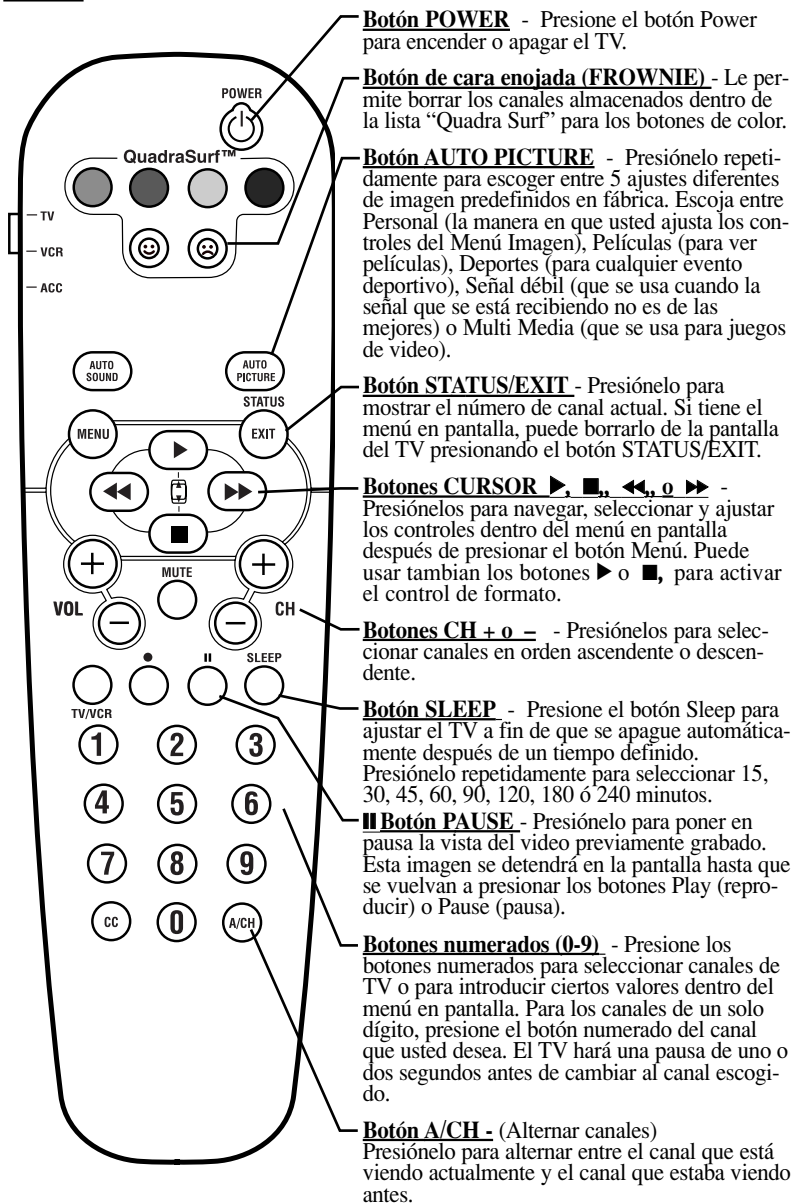 POWER
QuadraSurf™
TV
VCR
ACC
AUTO
SOUND
AUTO
PICTURE
STATUS
MENU
EXIT
VOL
MUTE
CH
TV/VCR
SLEEP
1
2
3
4
5
6
7
8
9
CC
0
A/CH
Botón POWER - Presione el botón Power
para encender o apagar el TV.
Botón de cara enojada (FROWNIE) - Le per-
mite borrar los canales almacenados dentro de
la lista “Quadra Surf” para los botones de color.
Botón AUTO PICTURE - Presiónelo repeti-
damente para escoger entre 5 ajustes diferentes
de imagen predefinidos en fábrica. Escoja entre
Personal (la manera en que usted ajusta los con-
troles del Menú Imagen), Películas (para ver
películas), Deportes (para cualquier evento
deportivo), Señal débil (que se usa cuando la
señal que se está recibiendo no es de las
mejores) o Multi Media (que se usa para juegos
de video).
Botón STATUS/EXIT - Presiónelo para
mostrar el número de canal actual. Si tiene el
menú en pantalla, puede borrarlo de la pantalla
del TV presionando el botón STATUS/EXIT.
Botones CURSOR ▶, ■,, ◀◀,, o ▶▶ -
Presiónelos para navegar, seleccionar y ajustar
los controles dentro del menú en pantalla
después de presionar el botón Menú. Puede
usar tambian los botones ▶ o ■, para activar
el control de formato.
Botones CH + o – - Presiónelos para selec-
cionar canales en orden ascendente o descen-
dente.
Botón SLEEP - Presione el botón Sleep para
ajustar el TV a fin de que se apague automática-
mente después de un tiempo definido.
Presiónelo repetidamente para seleccionar 15,
30, 45, 60, 90, 120, 180 ó 240 minutos.
II Botón PAUSE - Presiónelo para poner en
pausa la vista del video previamente grabado.
Esta imagen se detendrá en la pantalla hasta que
se vuelvan a presionar los botones Play (repro-
ducir) o Pause (pausa).
Botones numerados (0-9) - Presione los
botones numerados para seleccionar canales de
TV o para introducir ciertos valores dentro del
menú en pantalla. Para los canales de un solo
dígito, presione el botón numerado del canal
que usted desea. El TV hará una pausa de uno o
dos segundos antes de cambiar al canal escogi-
do.
Botón A/CH - (Alternar canales)
Presiónelo para alternar entre el canal que está
viendo actualmente y el canal que estaba viendo
antes.